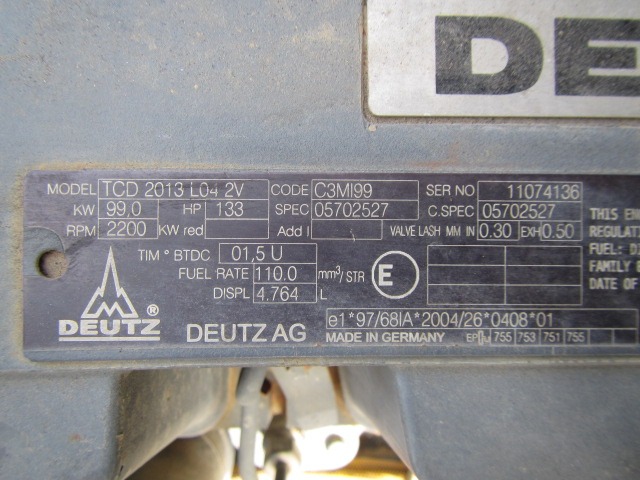 DE
MODEL TCD 2013 L04 2V CODE C3MI99 SER NO 11074136
KW 99,0 HP 133 SPEC 05702527 C.SPEC 05702527
RPM 2200 KW red Add I VALVE LASH MM IN 0.30 EXH 0.50
TIM ° BTDC 01,5 U
FUEL RATE 110.0 mm³/STR
DISPL 4.764 L
E
DEUTZ ®
DEUTZ AG
e1*97/68IA*2004/26*0408*01
MADE IN GERMANY 755 753 751 755
THIS EN
REGULATI
FUEL: DI
FAMILY
DATE OF